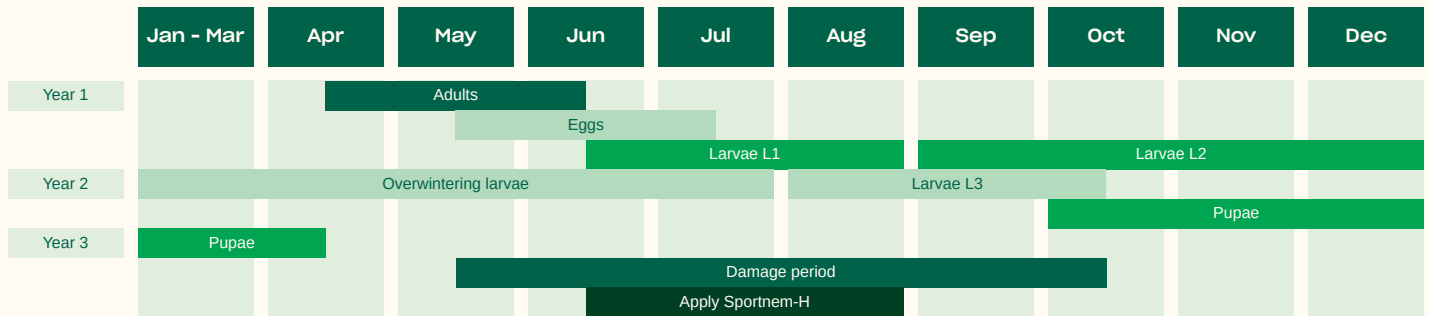 Jan - Mar Apr May Jun Jul Aug Sep Oct Nov Dec
Year 1 Adults
Eggs
Larvae L1 Larvae L2
Year 2 Overwintering larvae Larvae L3
Pupae
Year 3 Pupae
Damage period
Apply Sportnem-H